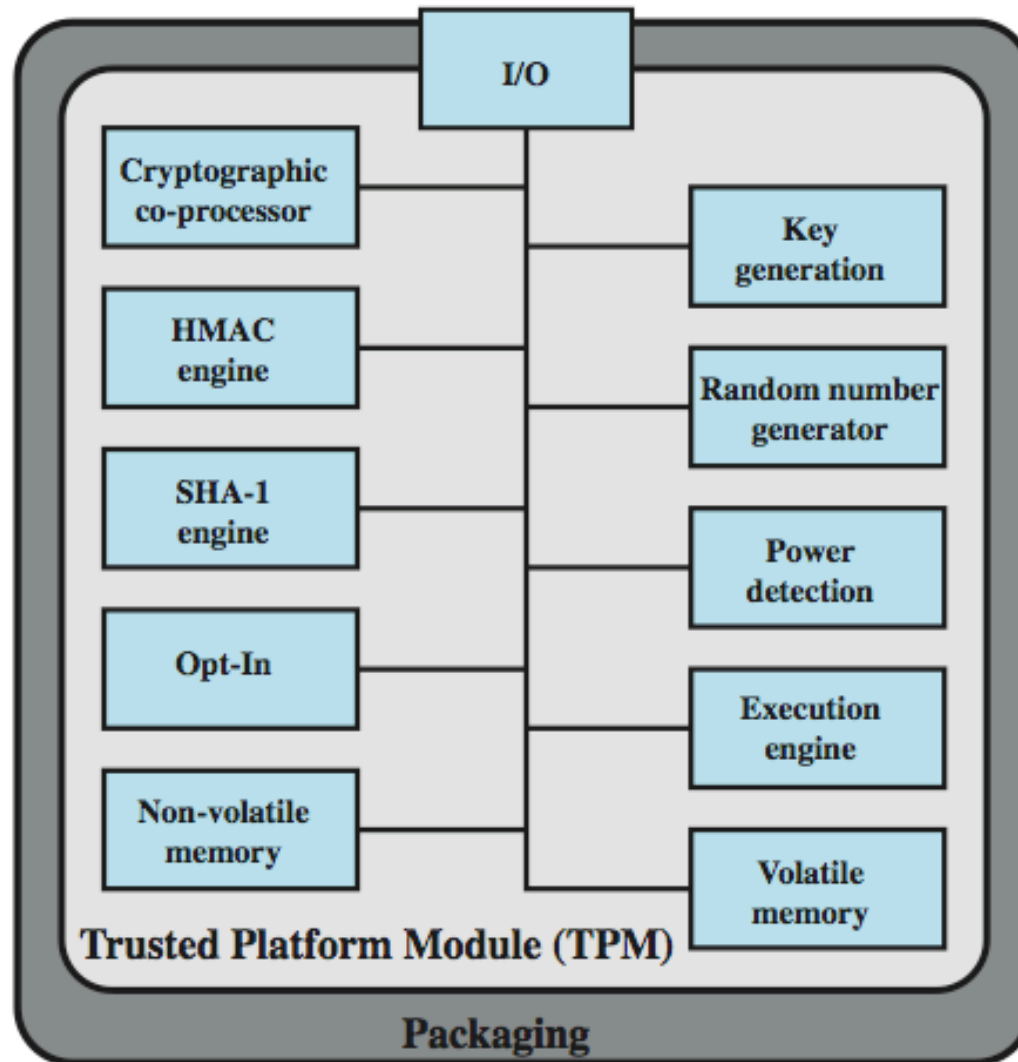 I/O
Cryptographic
co-processor
Key
generation
HMAC
engine
Random number
generator
SHA-1
engine
Power
detection
Opt-In
Execution
engine
Non-volatile
memory
Volatile
memory
Trusted Platform Module (TPM)
Packaging